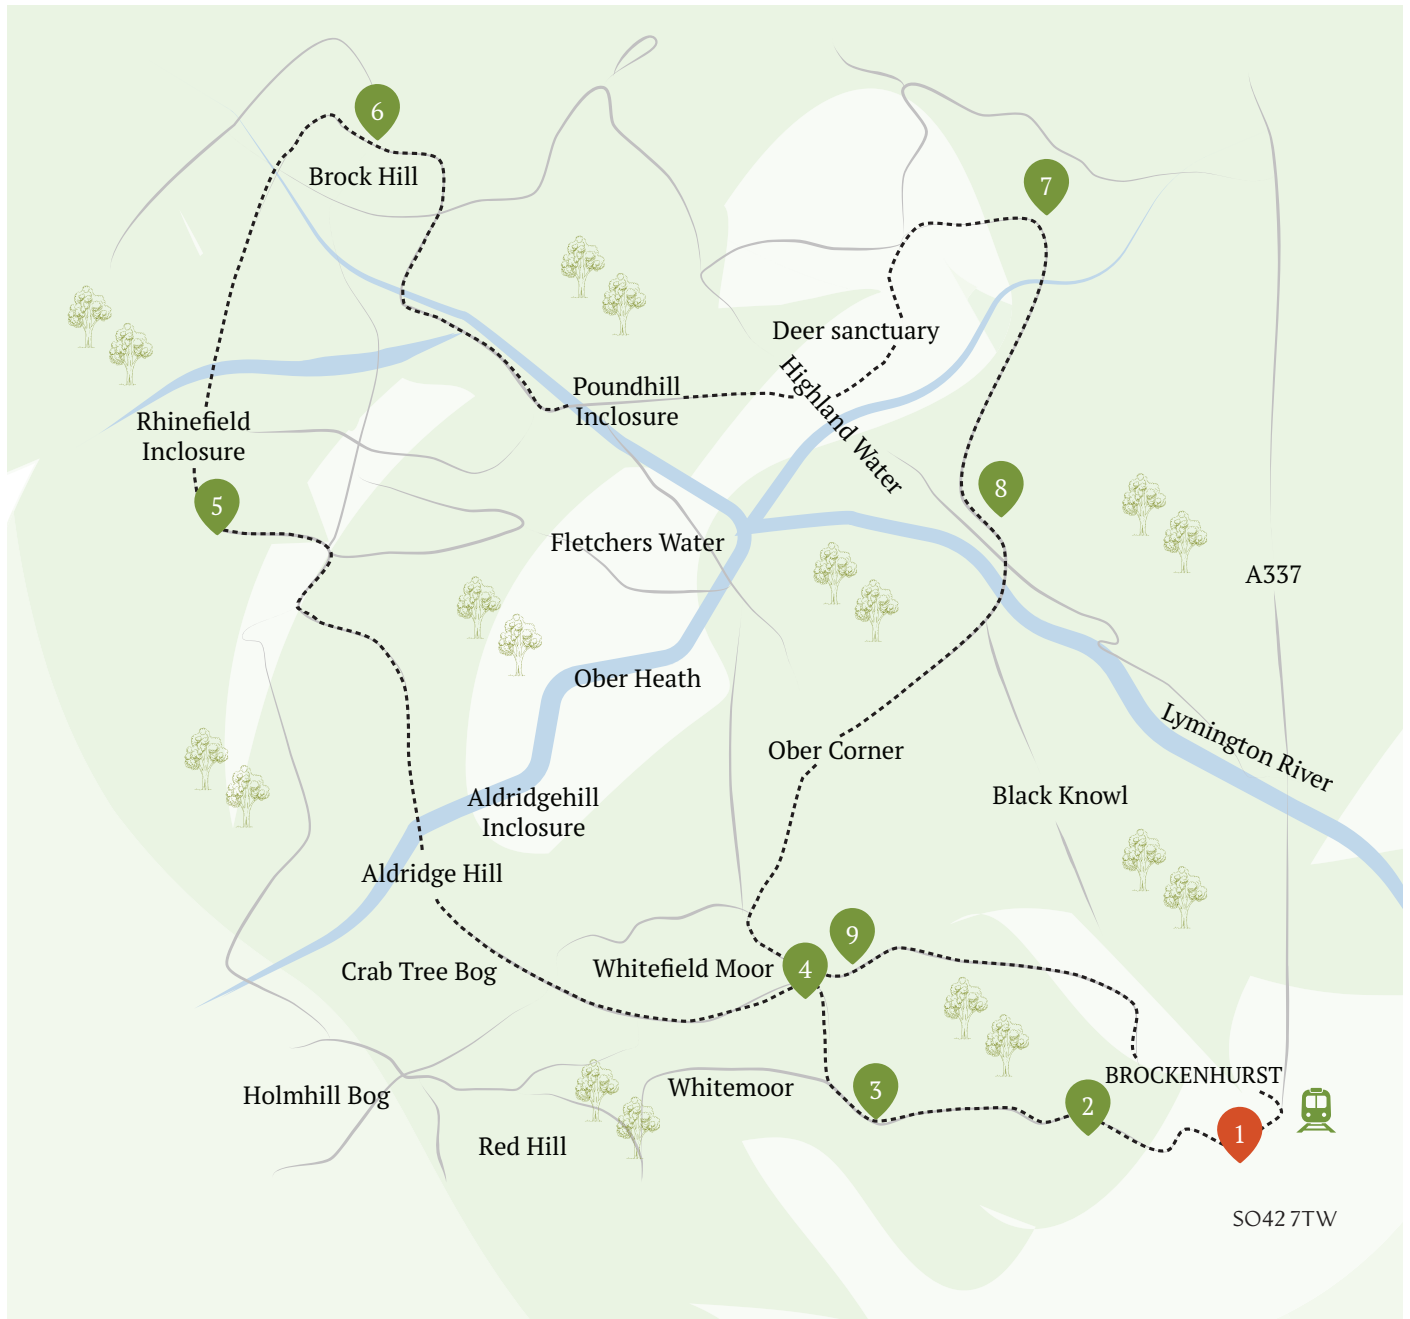 6
Brock Hill
7
Deer sanctuary
Highland Water
Poundhill
Inclosure
Rhinefield
Inclosure
5
8
Fletchers Water
A337
Ober Heath
Lymington River
Ober Corner
Black Knowl
Aldridgehill
Inclosure
Aldridge Hill
9
Crab Tree Bog
Whitefield Moor
4
BROCKENHURST
Whitemoor
3
2
Holmhill Bog
1
Red Hill
SO42 7TW